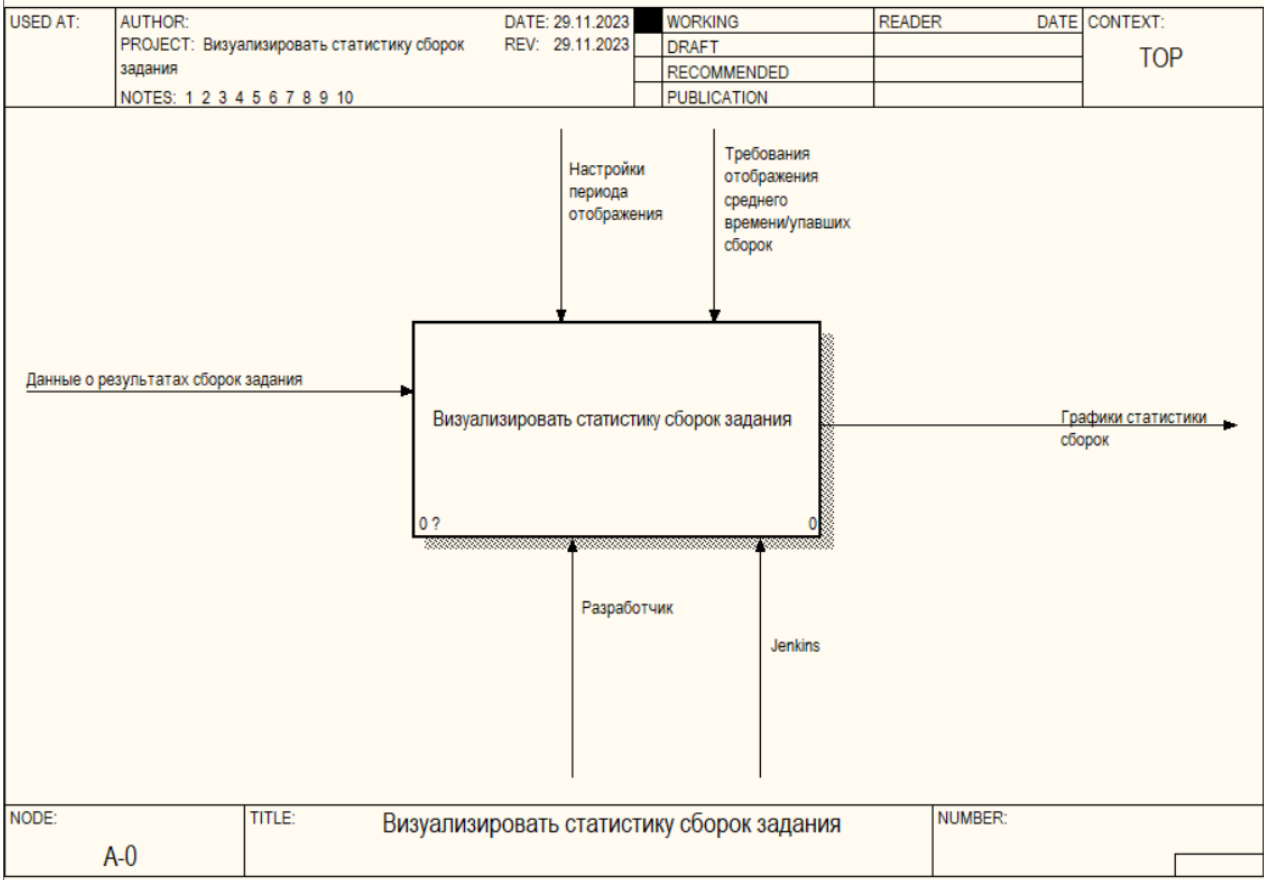 USED AT:
AUTHOR:
DATE: 29.11.2023
PROJECT: Визуализировать статистику сборок
задания
REV: 29.11.2023
NOTES: 1 2 3 4 5 6 7 8 9 10
WORKING
DRAFT
RECOMMENDED
PUBLICATION
READER
DATE
CONTEXT:
TOP
Настройки
периода
отображения
Требования
отображения
среднего
времени/упавших
сборок
Данные о результатах сборок задания
Визуализировать статистику сборок задания
0 ?
0
Графики статистики
сборок
Разработчик
Jenkins
NODE:
A-0
TITLE:
Визуализировать статистику сборок задания
NUMBER: